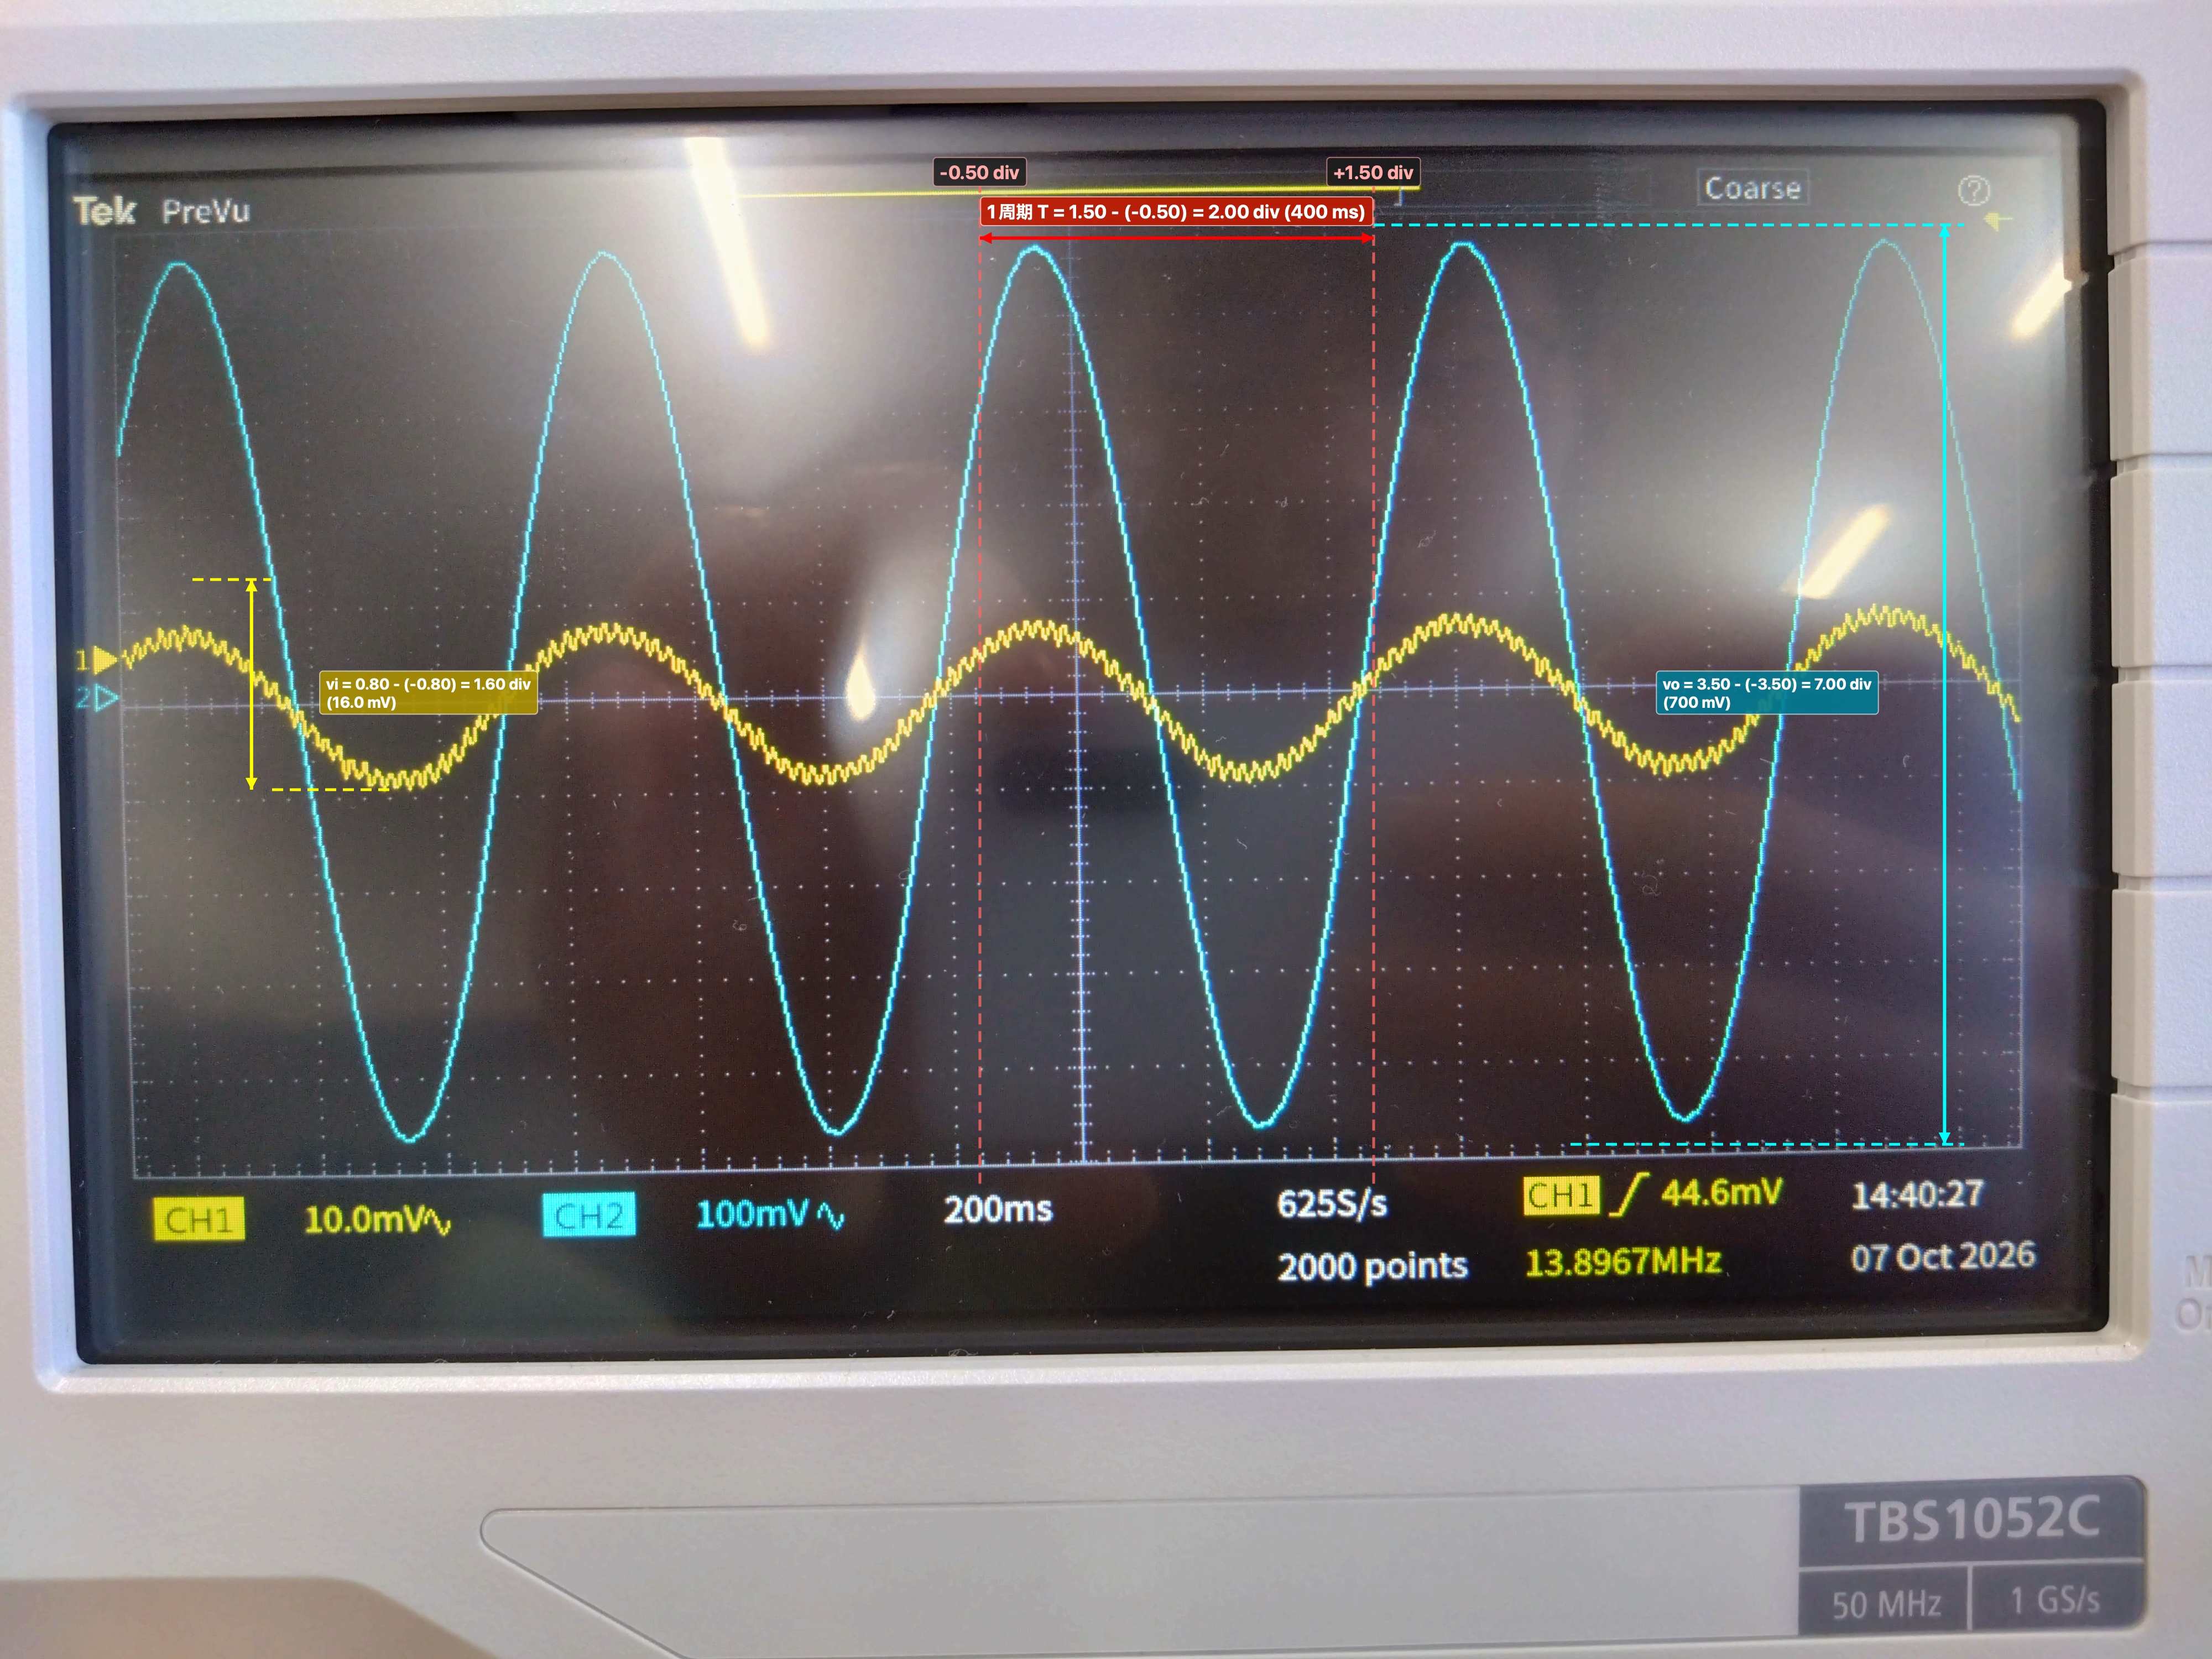 -0.50 div
+1.50 div
Coarse
?
Tek PreVu
1周期 T = 1.50 - (-0.50) = 2.00 div (400 ms)
1
2
vi = 0.80 - (-0.80) = 1.60 div
(16.0 mV)
vo = 3.50 - (-3.50) = 7.00 div
(700 mV)
CH1 10.0mV CH2 100mV 200ms 625S/s CH1 44.6mV 14:40:27
2000 points 13.8967MHz 07 Oct 2026
TBS1052C
50 MHz 1 GS/s